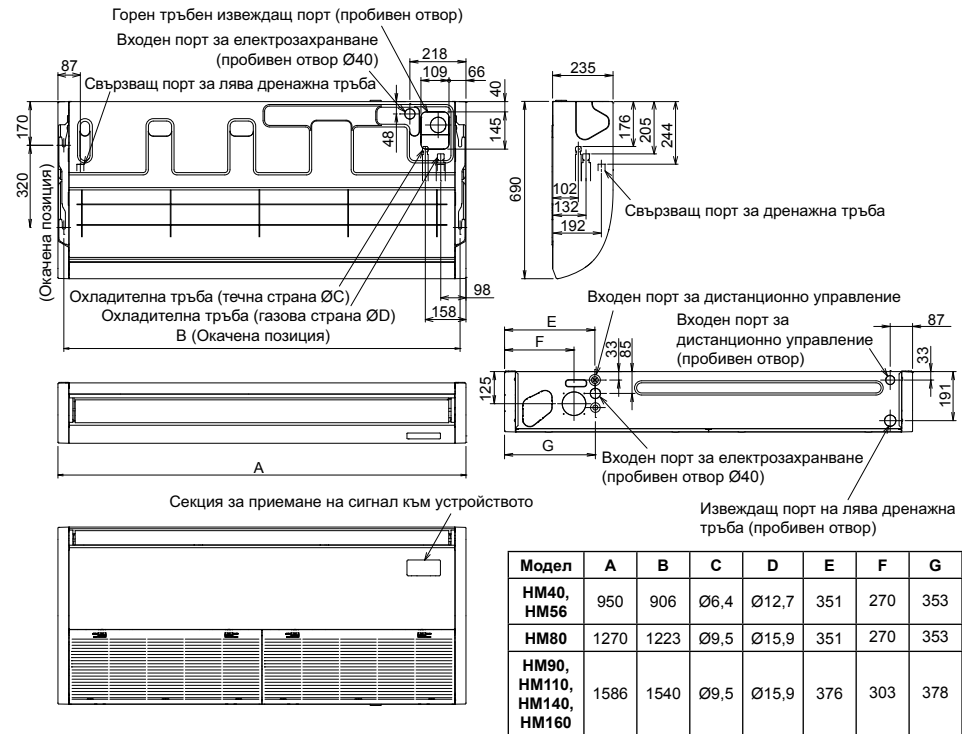 Горен тръбен извеждащ порт (пробивен отвор)
Входен порт за електрозахранване
(пробивен отвор Ø40)
218
109
66
87
Свързващ порт за лява дренажна тръба
40
145
48
170
320
(Окачена позиция)
Охладителна тръба (течна страна ØC)
98
Охладителна тръба (газова страна ØD)
158
B (Окачена позиция)
235
176
205
244
690
102
132
192
Свързващ порт за дренажна тръба
A
Входен порт за дистанционно управление
Входен порт за
дистанционно управление
(пробивен отвор)
E
F
33
85
87
33
125
191
G
Входен порт за електрозахранване
(пробивен отвор Ø40)
Извеждащ порт на лява дренажна
тръба (пробивен отвор)
Секция за приемане на сигнал към устройството
Модел A B C D E F G
HM40,
HM56
950 906 Ø6,4 Ø12,7 351 270 353
HM80 1270 1223 Ø9,5 Ø15,9 351 270 353
HM90,
HM110,
HM140,
HM160
1586 1540 Ø9,5 Ø15,9 376 303 378